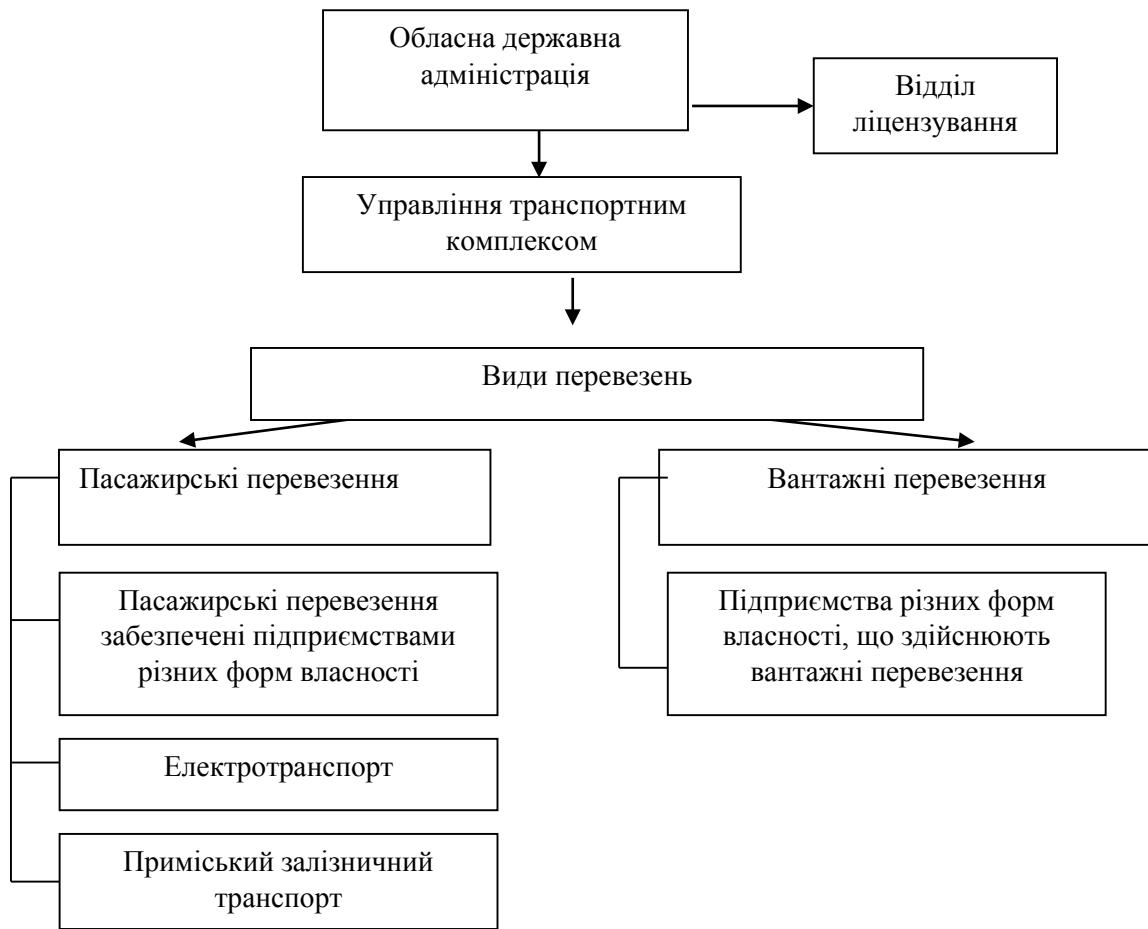 Обласна державна
адміністрація
Відділ
ліцензування
Управління транспортним
комплексом
Види перевезень
Пасажирські перевезення
Вантажні перевезення
Пасажирські перевезення
забезпечені підприємствами
різних форм власності
Підприємства різних форм
власності, що здійснюють
вантажні перевезення
Електротранспорт
Приміський залізничний
транспорт